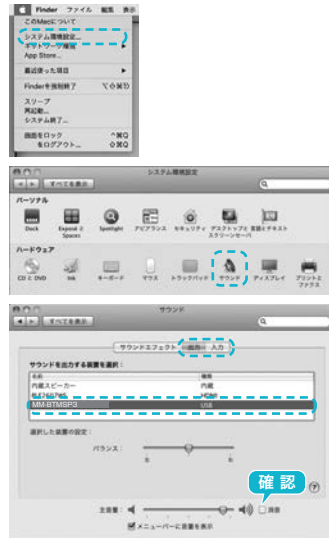 Finder ファイル 編集 表示
このMacについて
システム環境設定...
ネットワーク環境
App Store...
最近使った項目
Finderを強制終了 ⌥⇧⌘⎋
スリープ
再起動...
システム終了...
画面をロック ^⌘Q
をログアウト... ⇧⌘Q
システム環境設定
すべてを表示
パーソナル
Dock
Exposé と
Spaces
Spotlight
アピアランス
セキュリティ
デスクトップと
スクリーンセーバ
言語とテキスト
ハードウェア
CD と DVD
Ink
キーボード
マウス
トラックパッド
サウンド
ディスプレイ
プリントと
ファクス
サウンド
すべてを表示
サウンドエフェクト 出力 入力
サウンドを出力する装置を選択：
名前 種類
内蔵スピーカー 内蔵
HDMI
MM-BTMSP3 USB
選択した装置の設定：
バランス：
左 右
確認
主音量： 消音
メニューバーに音量を表示